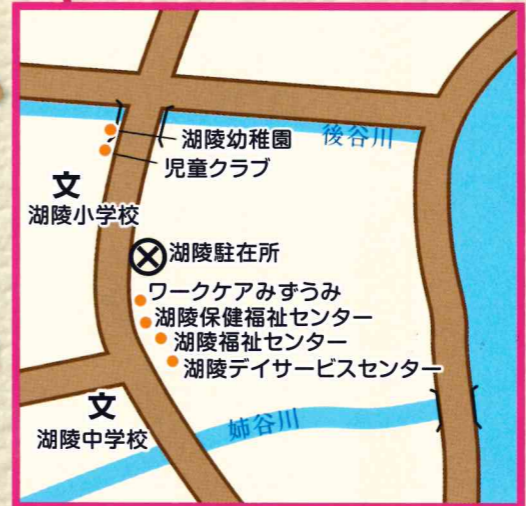 湖陵幼稚園
後谷川
児童クラブ
文
湖陵小学校
湖陵駐在所
ワークケアみずうみ
湖陵保健福祉センター
湖陵福祉センター
湖陵デイサービスセンター
文
湖陵中学校
姉谷川